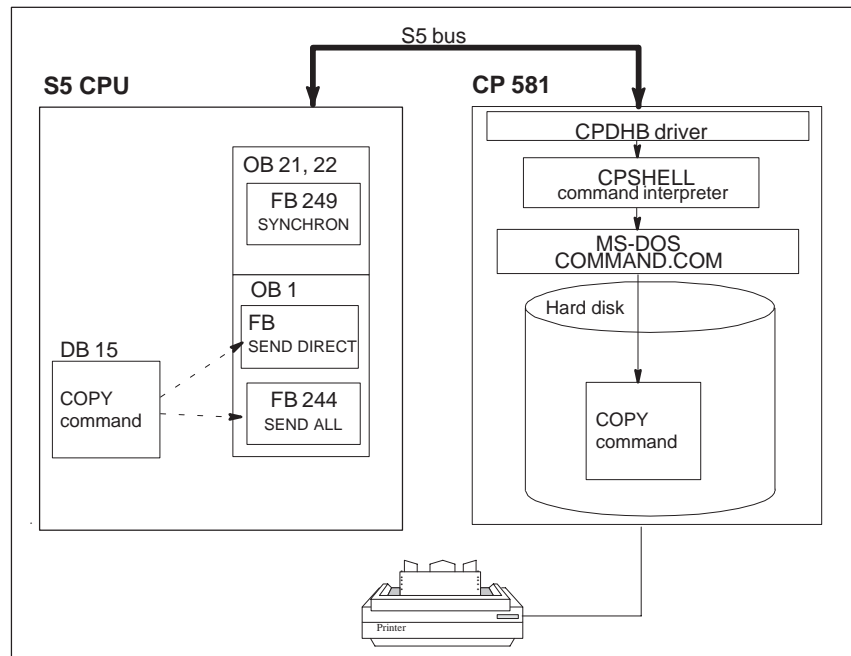 S5 bus
S5 CPU
OB 21, 22
FB 249
SYNCHRON
OB 1
FB
SEND DIRECT
FB 244
SEND ALL
DB 15
COPY
command
CP 581
CPDHB driver
CPSHELL
command interpreter
MS-DOS
COMMAND.COM
Hard disk
COPY
command
Printer